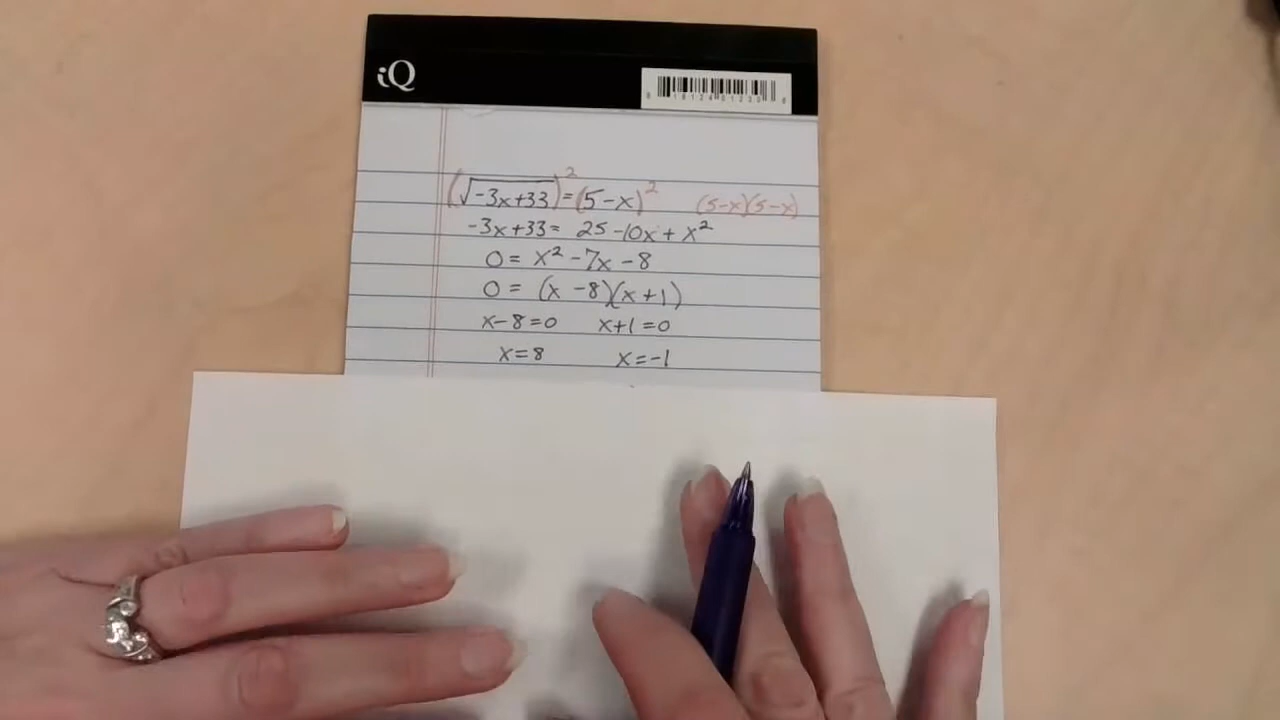 iQ
(√-3x+33)²=(5-x)² (5-x)(5-x)
-3x+33= 25-10x+x²
0= x²-7x-8
0= (x-8)(x+1)
x-8=0 x+1=0
x=8 x=-1